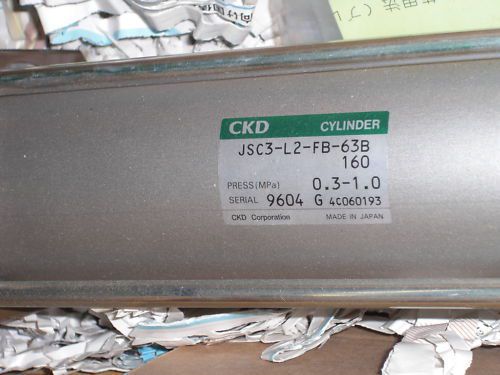 CKD CYLINDER
JSC3-L2-FB-63B
160
PRESS(MPa) 0.3-1.0
SERIAL 9604 G 4C060193
CKD Corporation MADE IN JAPAN